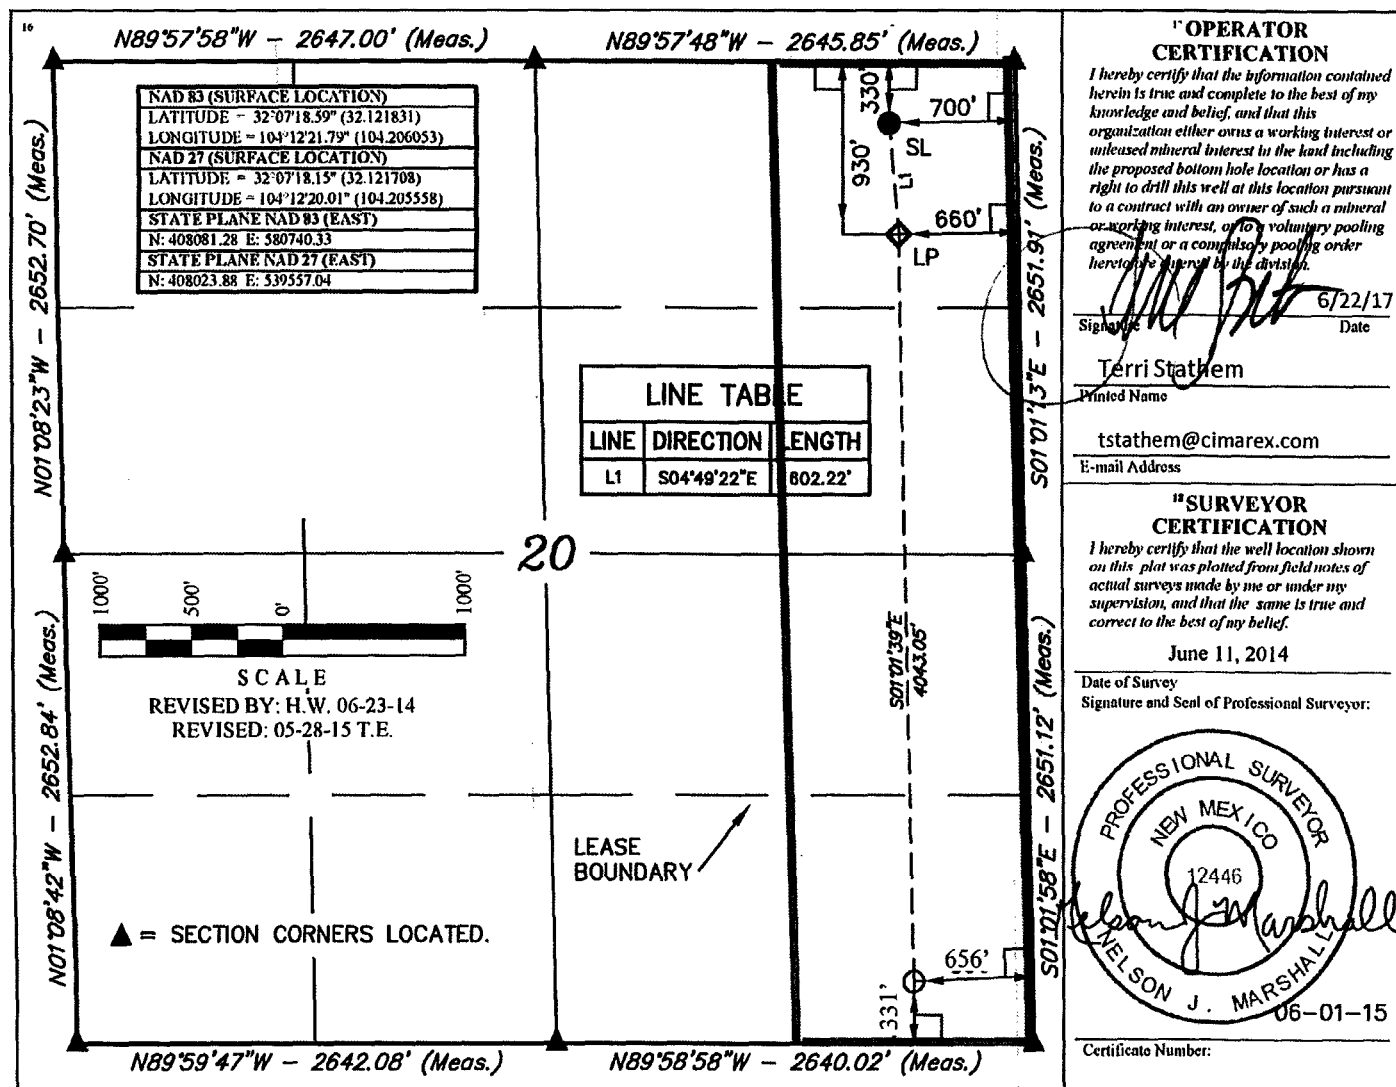 16
N89°57'58"W - 2647.00' (Meas.)
N89°57'48"W - 2645.85' (Meas.)
NAD 83 (SURFACE LOCATION)
LATITUDE = 32°07'18.59" (32.121831)
LONGITUDE = 104°12'21.79" (104.206053)
NAD 27 (SURFACE LOCATION)
LATITUDE = 32°07'18.15" (32.121708)
LONGITUDE = 104°12'20.01" (104.205558)
STATE PLANE NAD 83 (EAST)
N: 408081.28 E: 580740.33
STATE PLANE NAD 27 (EAST)
N: 408023.88 E: 539557.04
330'
700'
SL
930'
L1
660'
LP
N01°08'23"W - 2652.70' (Meas.)
S01°01'13"E - 2651.91' (Meas.)
LINE TABLE
LINE DIRECTION LENGTH
L1 S04°49'22"E 602.22'
20
1000'
500'
0'
1000'
SCALE
REVISED BY: H.W. 06-23-14
REVISED: 05-28-15 T.E.
S01°01'39"E
4043.05'
N01°08'42"W - 2652.84' (Meas.)
S01°01'58"E - 2651.12' (Meas.)
LEASE
BOUNDARY
▲ = SECTION CORNERS LOCATED.
656'
331'
N89°59'47"W - 2642.08' (Meas.)
N89°58'58"W - 2640.02' (Meas.)
17 OPERATOR
CERTIFICATION
I hereby certify that the information contained
herein is true and complete to the best of my
knowledge and belief, and that this
organization either owns a working interest or
unleased mineral interest in the land including
the proposed bottom hole location or has a
right to drill this well at this location pursuant
to a contract with an owner of such a mineral
or working interest, or to a voluntary pooling
agreement or a compulsory pooling order
heretofore entered by the division.
6/22/17
Signature Date
Terri Stathem
Printed Name
tstathem@cimarex.com
E-mail Address
18 SURVEYOR
CERTIFICATION
I hereby certify that the well location shown
on this plat was plotted from field notes of
actual surveys made by me or under my
supervision, and that the same is true and
correct to the best of my belief.
June 11, 2014
Date of Survey
Signature and Seal of Professional Surveyor:
PROFESSIONAL SURVEYOR
NEW MEXICO
12446
Nelson J. Marshall
NELSON J. MARSHALL
06-01-15
Certificate Number: